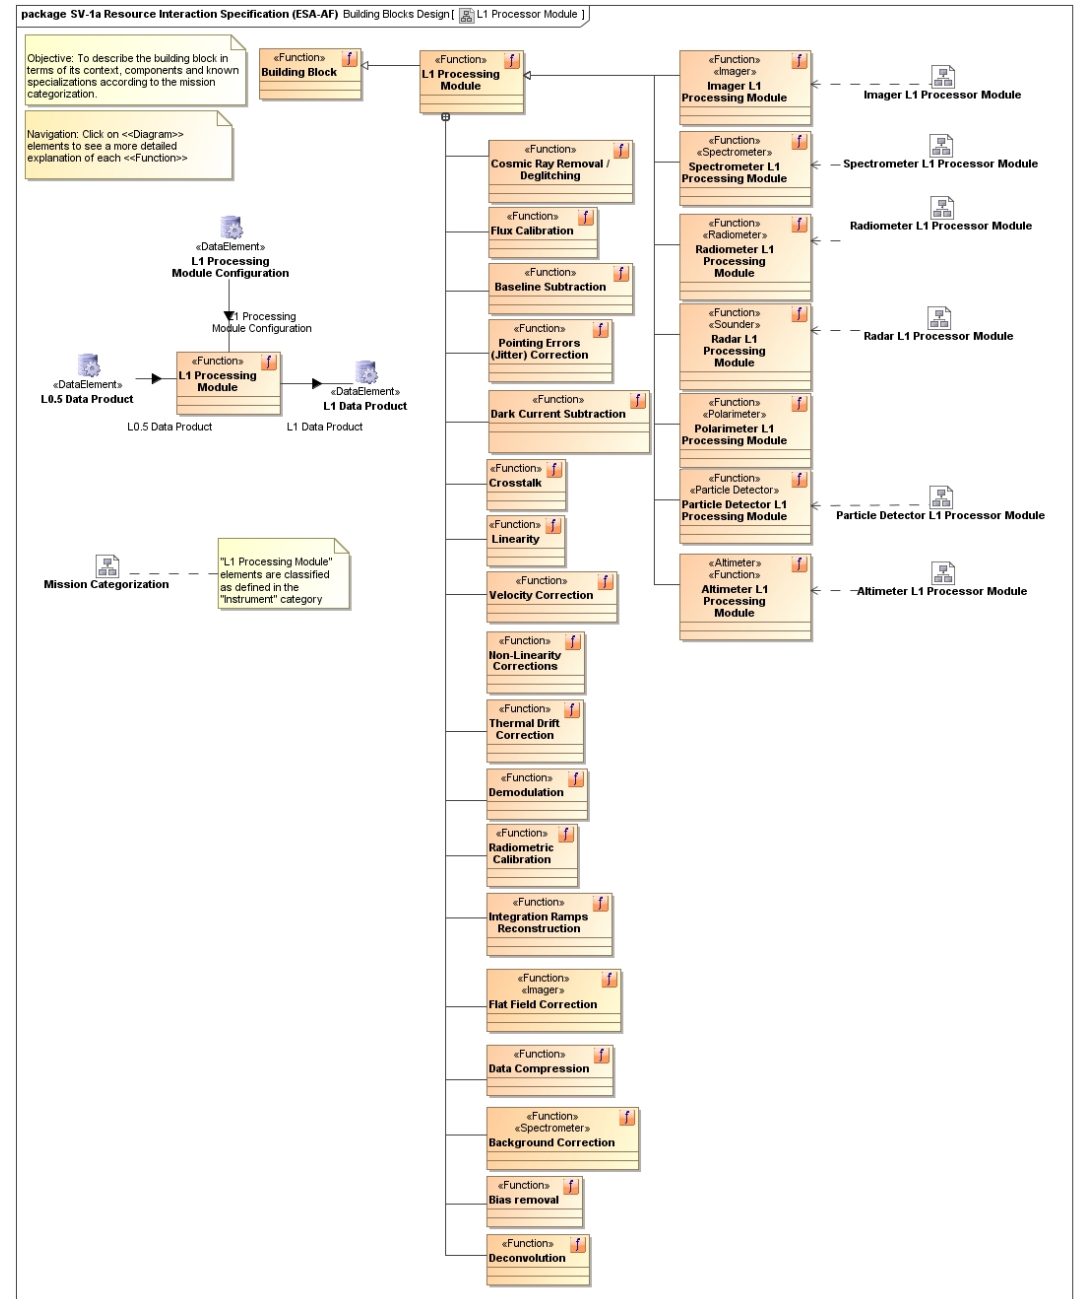 package SV-1a Resource Interaction Specification (ESA-AF) Building Blocks Design [ L1 Processor Module ]
Objective: To describe the building block in
terms of its context, components and known
specializations according to the mission
categorization.
Navigation: Click on <<Diagram>>
elements to see a more detailed
explanation of each <<Function>>
«Function»
Building Block
«Function»
L1 Processing
Module
«DataElement»
L1 Processing
Module Configuration
L1 Processing
Module Configuration
«DataElement»
L0.5 Data Product
L0.5 Data Product
«Function»
L1 Processing
Module
«DataElement»
L1 Data Product
L1 Data Product
Mission Categorization
"L1 Processing Module"
elements are classified
as defined in the
"Instrument" category
«Function»
Cosmic Ray Removal /
Deglitching
«Function»
Flux Calibration
«Function»
Baseline Subtraction
«Function»
Pointing Errors
(Jitter) Correction
«Function»
Dark Current Subtraction
«Function»
Crosstalk
«Function»
Linearity
«Function»
Velocity Correction
«Function»
Non-Linearity
Corrections
«Function»
Thermal Drift
Correction
«Function»
Demodulation
«Function»
Radiometric
Calibration
«Function»
Integration Ramps
Reconstruction
«Function»
«Imager»
Flat Field Correction
«Function»
Data Compression
«Function»
«Spectrometer»
Background Correction
«Function»
Bias removal
«Function»
Deconvolution
«Function»
«Imager»
Imager L1
Processing Module
Imager L1 Processor Module
«Function»
«Spectrometer»
Spectrometer L1
Processing Module
Spectrometer L1 Processor Module
«Function»
«Radiometer»
Radiometer L1
Processing
Module
Radiometer L1 Processor Module
«Function»
«Sounder»
Radar L1
Processing
Module
Radar L1 Processor Module
«Function»
«Polarimeter»
Polarimeter L1
Processing Module
«Function»
«Particle Detector»
Particle Detector L1
Processing Module
Particle Detector L1 Processor Module
«Altimeter»
«Function»
Altimeter L1
Processing
Module
Altimeter L1 Processor Module